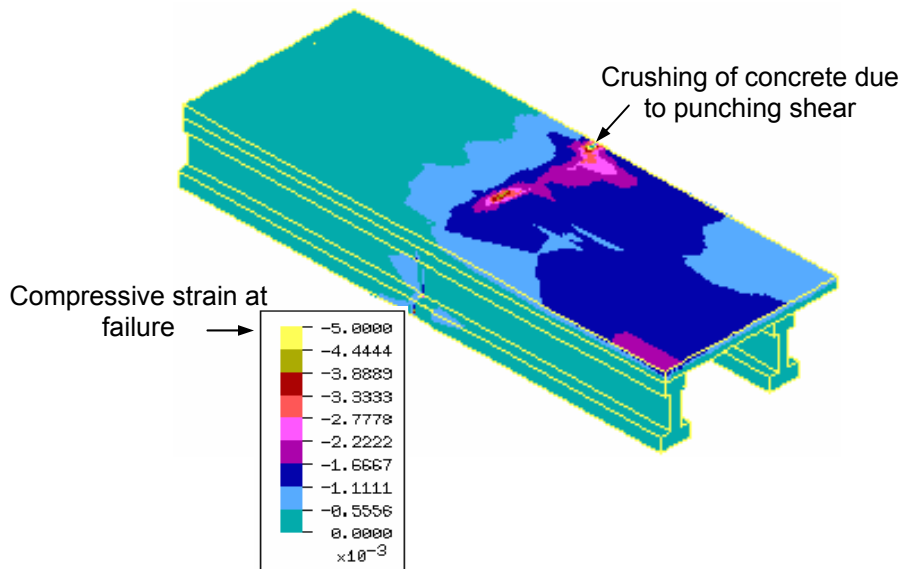 Crushing of concrete due
to punching shear
Compressive strain at
failure
-5.0000
-4.4444
-3.8889
-3.3333
-2.7778
-2.2222
-1.6667
-1.1111
-0.5556
0.0000
×10⁻³